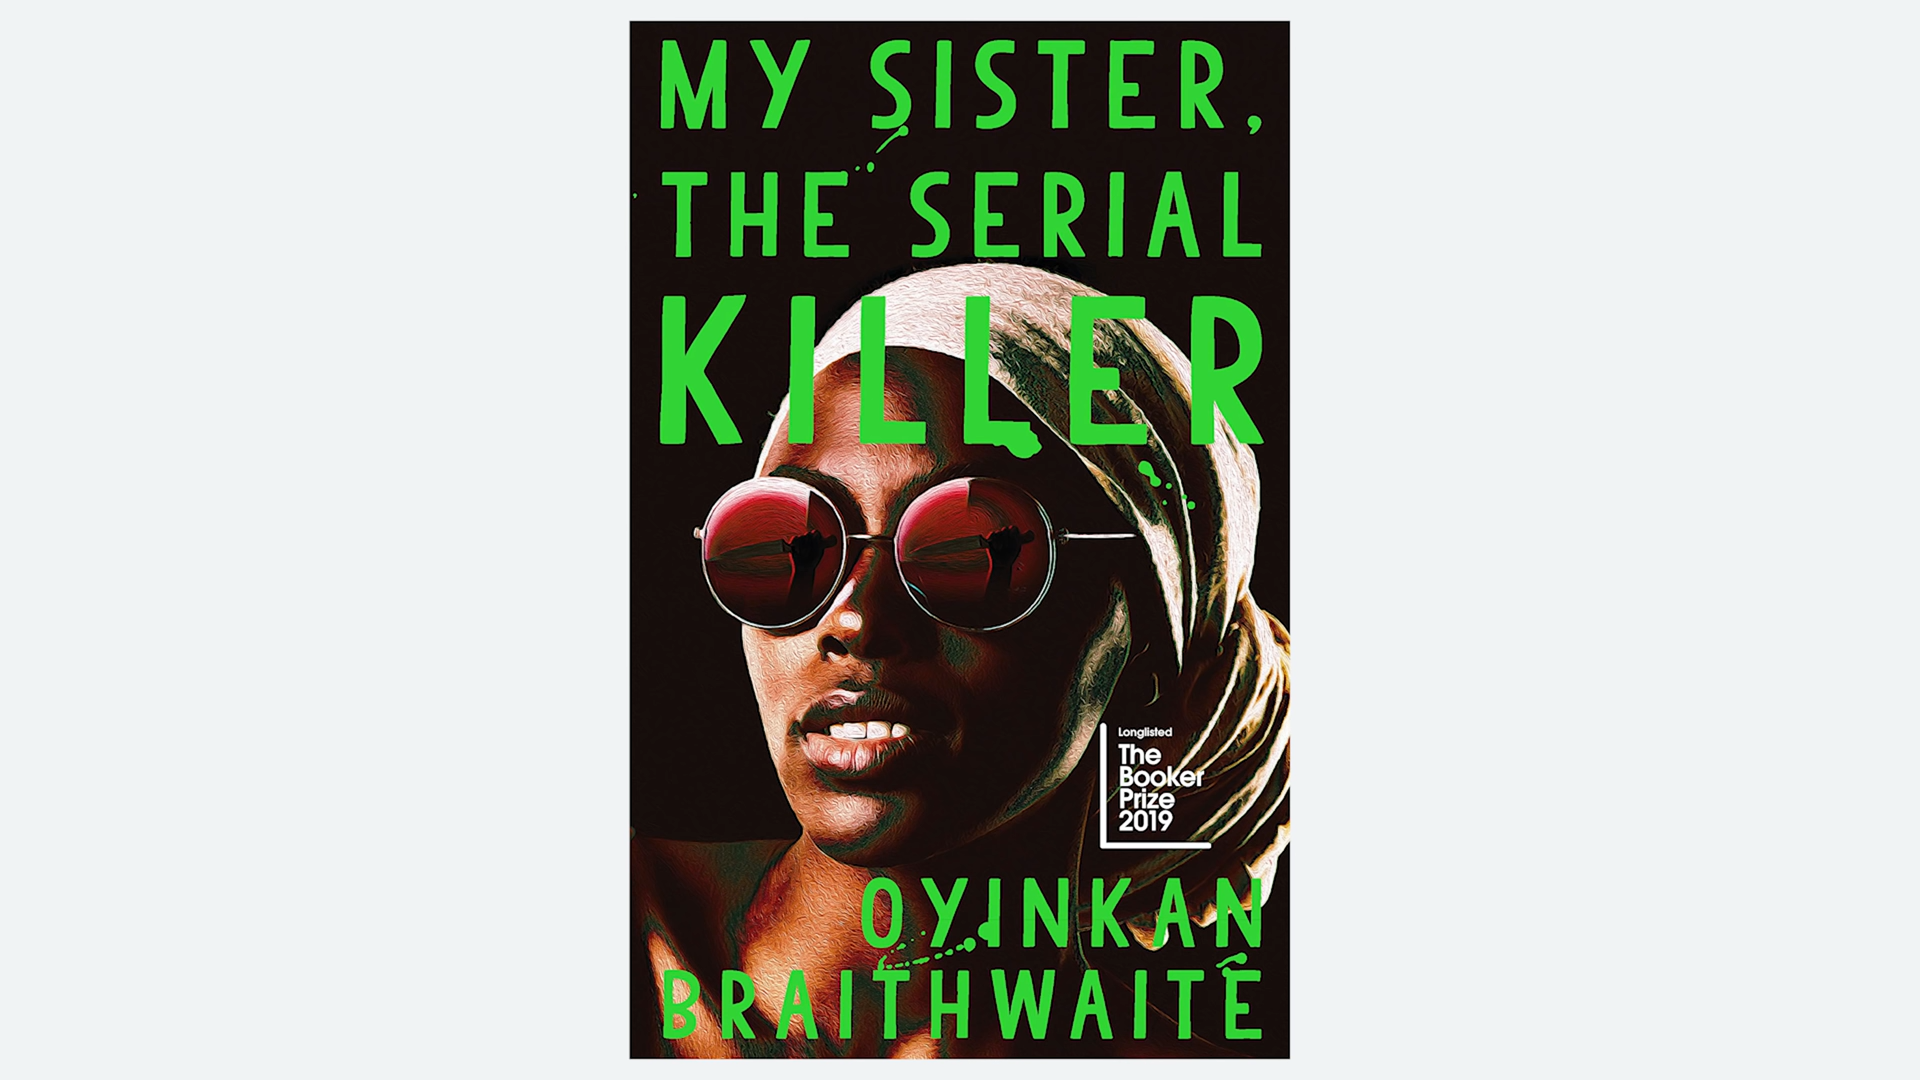 MY SISTER,
THE SERIAL
KILLER
Longlisted
The
Booker
Prize
2019
OYINKAN
BRAITHWAITE